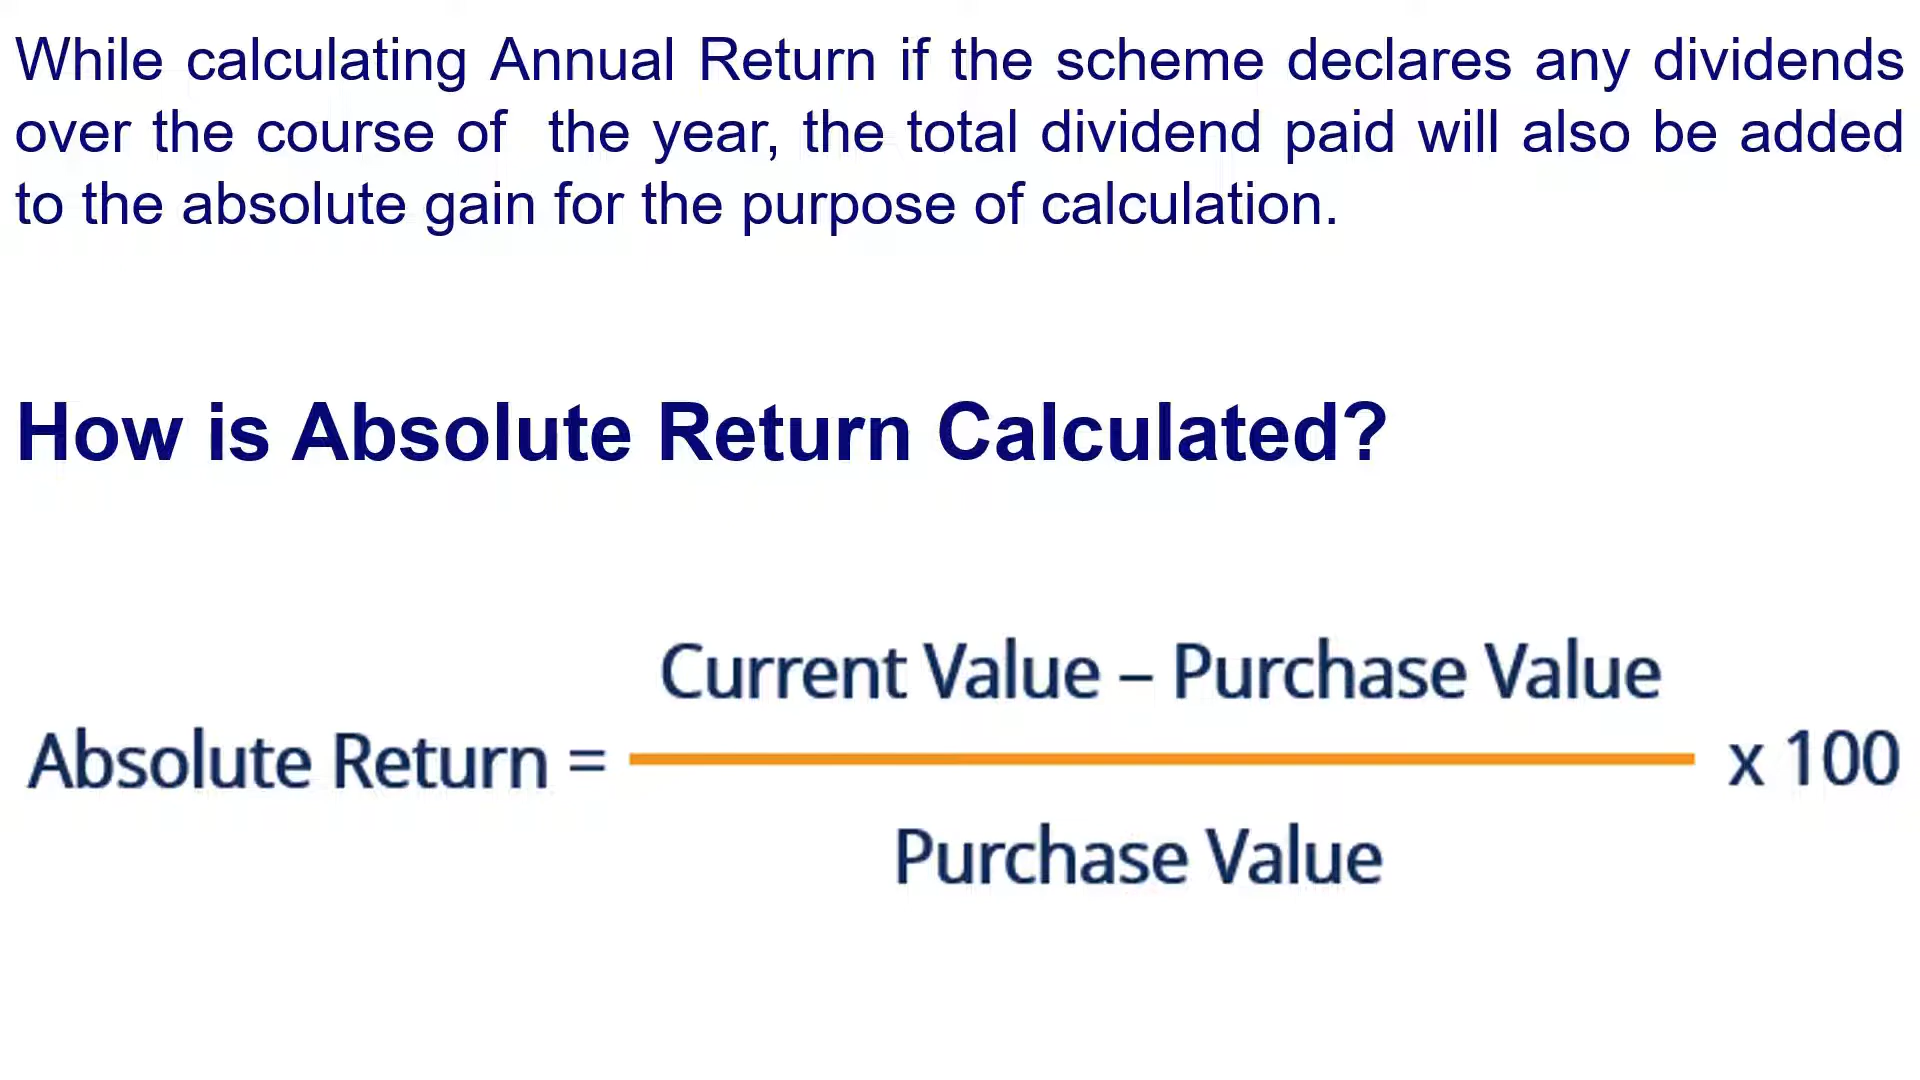 While calculating Annual Return if the scheme declares any dividends
over the course of the year, the total dividend paid will also be added
to the absolute gain for the purpose of calculation.
How is Absolute Return Calculated?
Current Value – Purchase Value
Absolute Return = x 100
Purchase Value